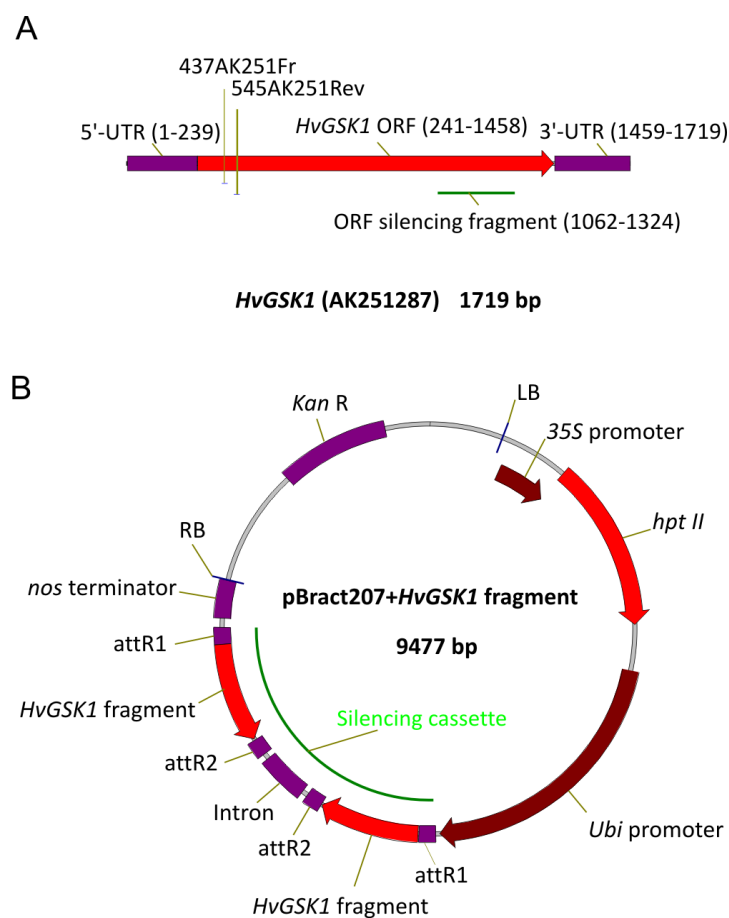 A
437AK251Fr
545AK251Rev
5'-UTR (1-239)
HvGSK1 ORF (241-1458)
3'-UTR (1459-1719)
ORF silencing fragment (1062-1324)
HvGSK1 (AK251287) 1719 bp
B
Kan R
LB
35S promoter
hpt II
RB
nos terminator
pBract207+HvGSK1 fragment
9477 bp
attR1
HvGSK1 fragment
Silencing cassette
attR2
Intron
attR2
Ubi promoter
attR1
HvGSK1 fragment